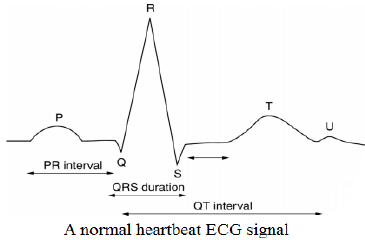 R
P
T
U
PR interval
Q
S
QRS duration
QT interval
A normal heartbeat ECG signal